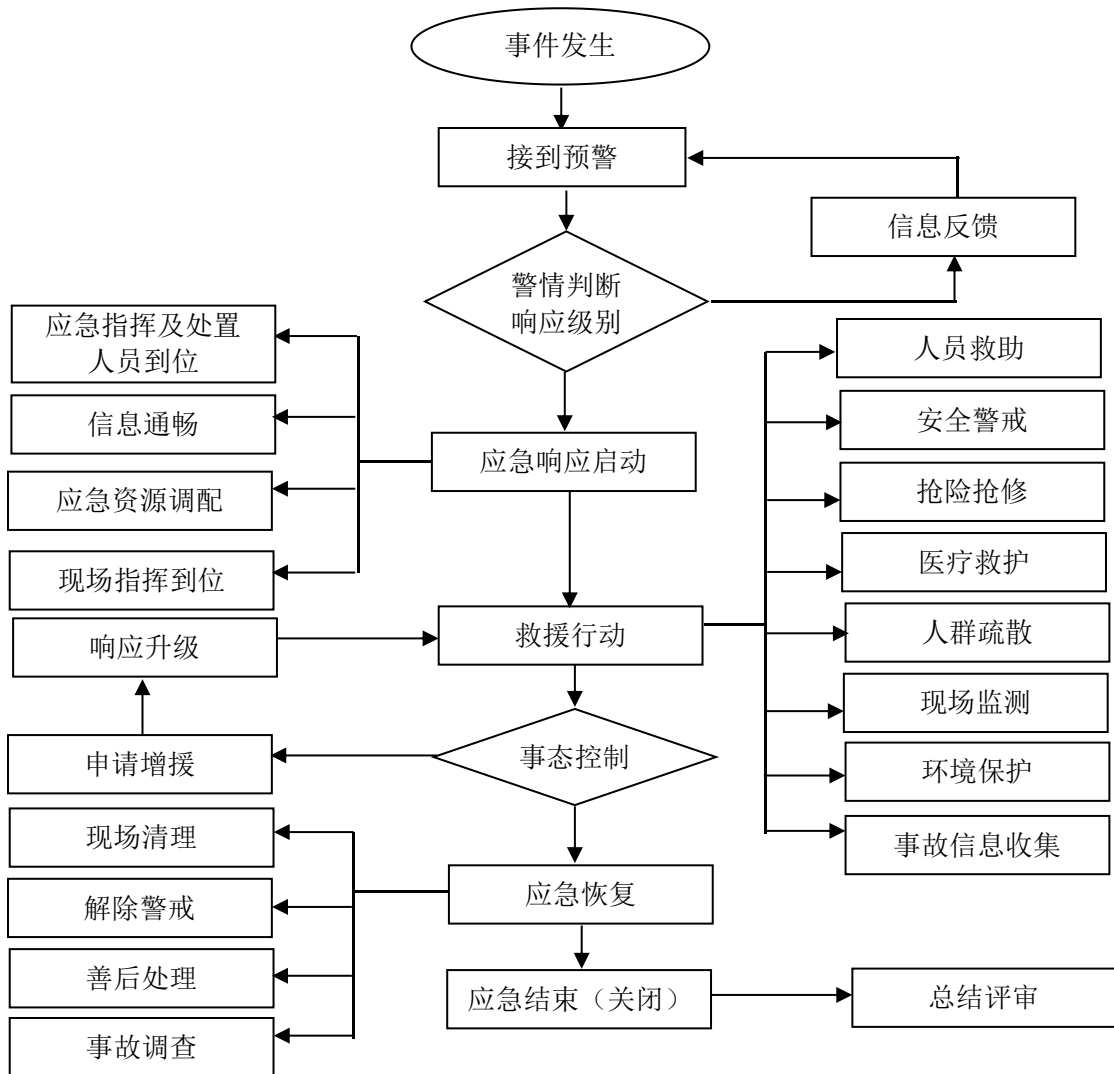 事件发生
接到预警
信息反馈
警情判断
响应级别
应急指挥及处置
人员到位
信息通畅
应急资源调配
现场指挥到位
应急响应启动
人员救助
安全警戒
抢险抢修
医疗救护
人群疏散
现场监测
环境保护
事故信息收集
响应升级
救援行动
申请增援
事态控制
现场清理
解除警戒
善后处理
事故调查
应急恢复
应急结束（关闭）
总结评审